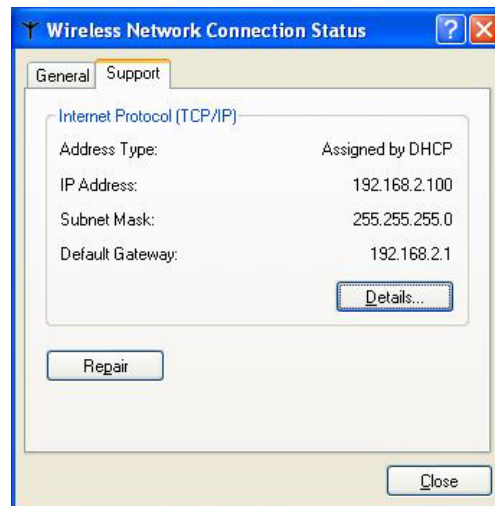 Wireless Network Connection Status
General Support
Internet Protocol (TCP/IP)
Address Type: Assigned by DHCP
IP Address: 192.168.2.100
Subnet Mask: 255.255.255.0
Default Gateway: 192.168.2.1
Details...
Repair
Close